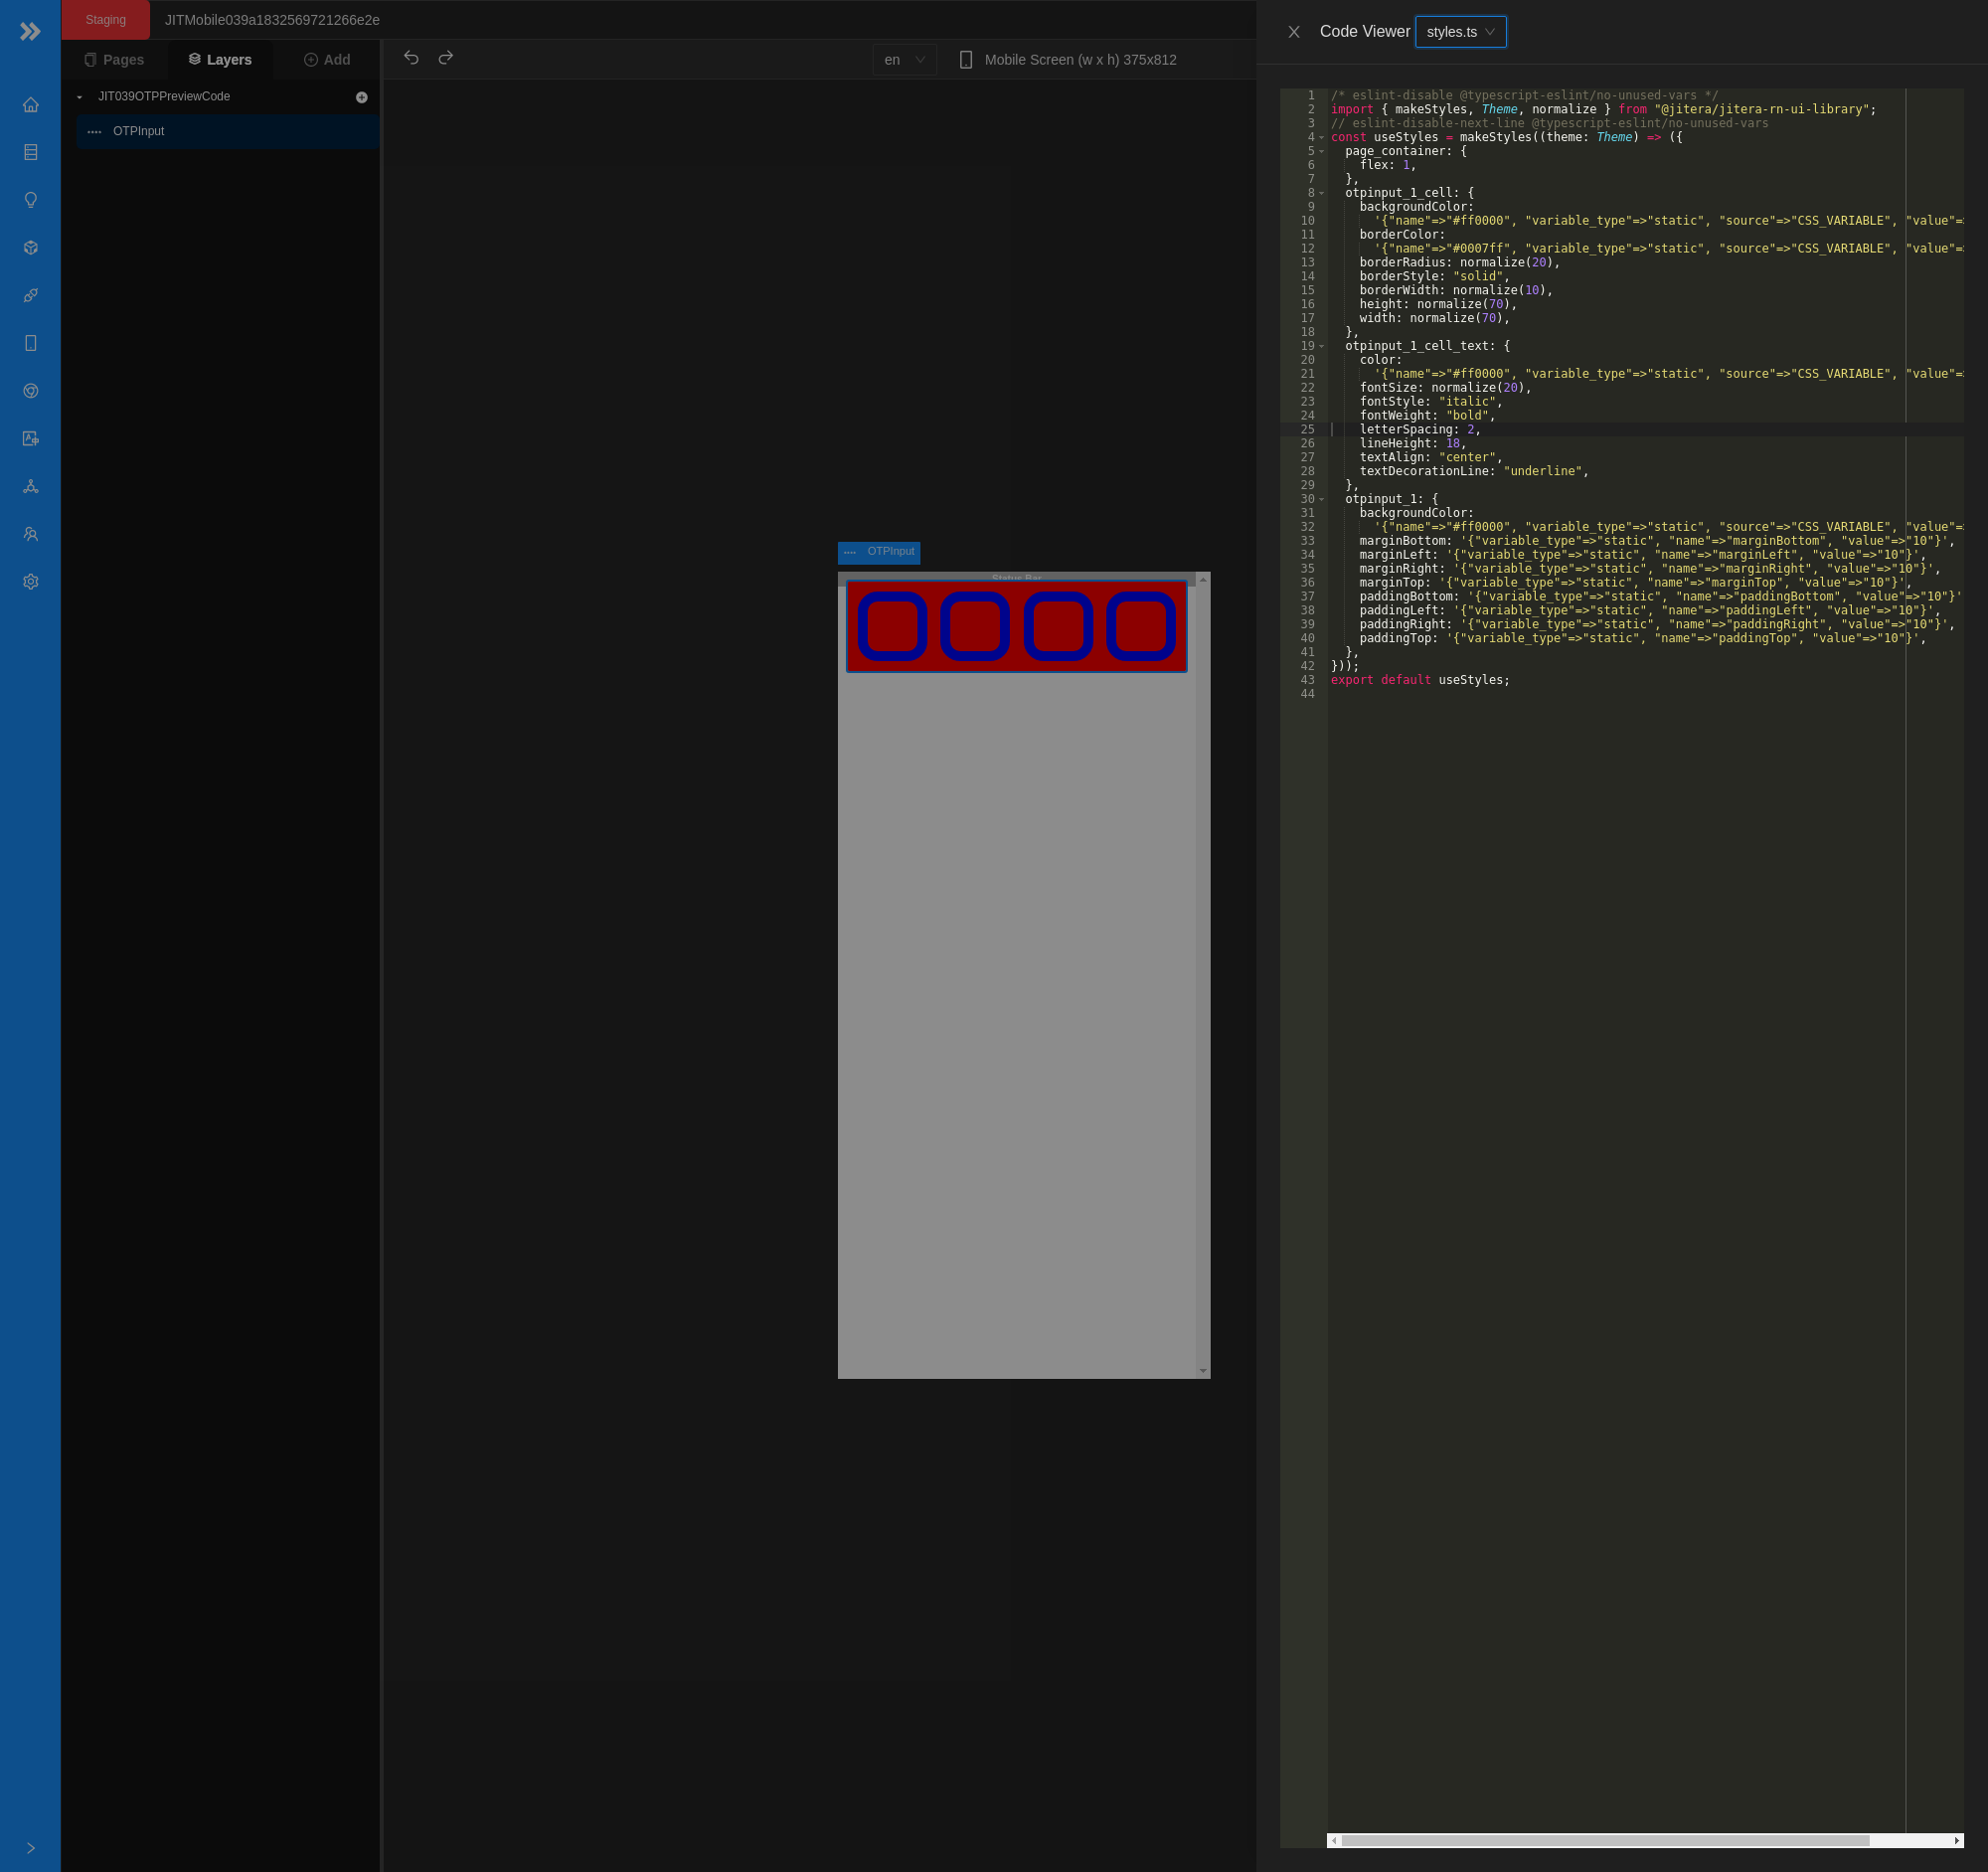 Staging
JITMobile039a1832569721266e2e
Pages
Layers
Add
en
Mobile Screen (w x h) 375x812
JIT039OTPPreviewCode
OTPInput
OTPInput
Status Bar
Code Viewer
styles.ts
1 /* eslint-disable @typescript-eslint/no-unused-vars */
2 import { makeStyles, Theme, normalize } from "@jitera/jitera-rn-ui-library";
3 // eslint-disable-next-line @typescript-eslint/no-unused-vars
4 const useStyles = makeStyles((theme: Theme) => ({
5 page_container: {
6 flex: 1,
7 },
8 otpinput_1_cell: {
9 backgroundColor:
10 '{"name"=>"#ff0000", "variable_type"=>"static", "source"=>"CSS_VARIABLE", "value"=
11 borderColor:
12 '{"name"=>"#0007ff", "variable_type"=>"static", "source"=>"CSS_VARIABLE", "value"=
13 borderRadius: normalize(20),
14 borderStyle: "solid",
15 borderWidth: normalize(10),
16 height: normalize(70),
17 width: normalize(70),
18 },
19 otpinput_1_cell_text: {
20 color:
21 '{"name"=>"#ff0000", "variable_type"=>"static", "source"=>"CSS_VARIABLE", "value"=
22 fontSize: normalize(20),
23 fontStyle: "italic",
24 fontWeight: "bold",
25 letterSpacing: 2,
26 lineHeight: 18,
27 textAlign: "center",
28 textDecorationLine: "underline",
29 },
30 otpinput_1: {
31 backgroundColor:
32 '{"name"=>"#ff0000", "variable_type"=>"static", "source"=>"CSS_VARIABLE", "value"=
33 marginBottom: '{"variable_type"=>"static", "name"=>"marginBottom", "value"=>"10"}',
34 marginLeft: '{"variable_type"=>"static", "name"=>"marginLeft", "value"=>"10"}',
35 marginRight: '{"variable_type"=>"static", "name"=>"marginRight", "value"=>"10"}',
36 marginTop: '{"variable_type"=>"static", "name"=>"marginTop", "value"=>"10"}',
37 paddingBottom: '{"variable_type"=>"static", "name"=>"paddingBottom", "value"=>"10"}'
38 paddingLeft: '{"variable_type"=>"static", "name"=>"paddingLeft", "value"=>"10"}',
39 paddingRight: '{"variable_type"=>"static", "name"=>"paddingRight", "value"=>"10"}',
40 paddingTop: '{"variable_type"=>"static", "name"=>"paddingTop", "value"=>"10"}',
41 },
42 }));
43 export default useStyles;
44